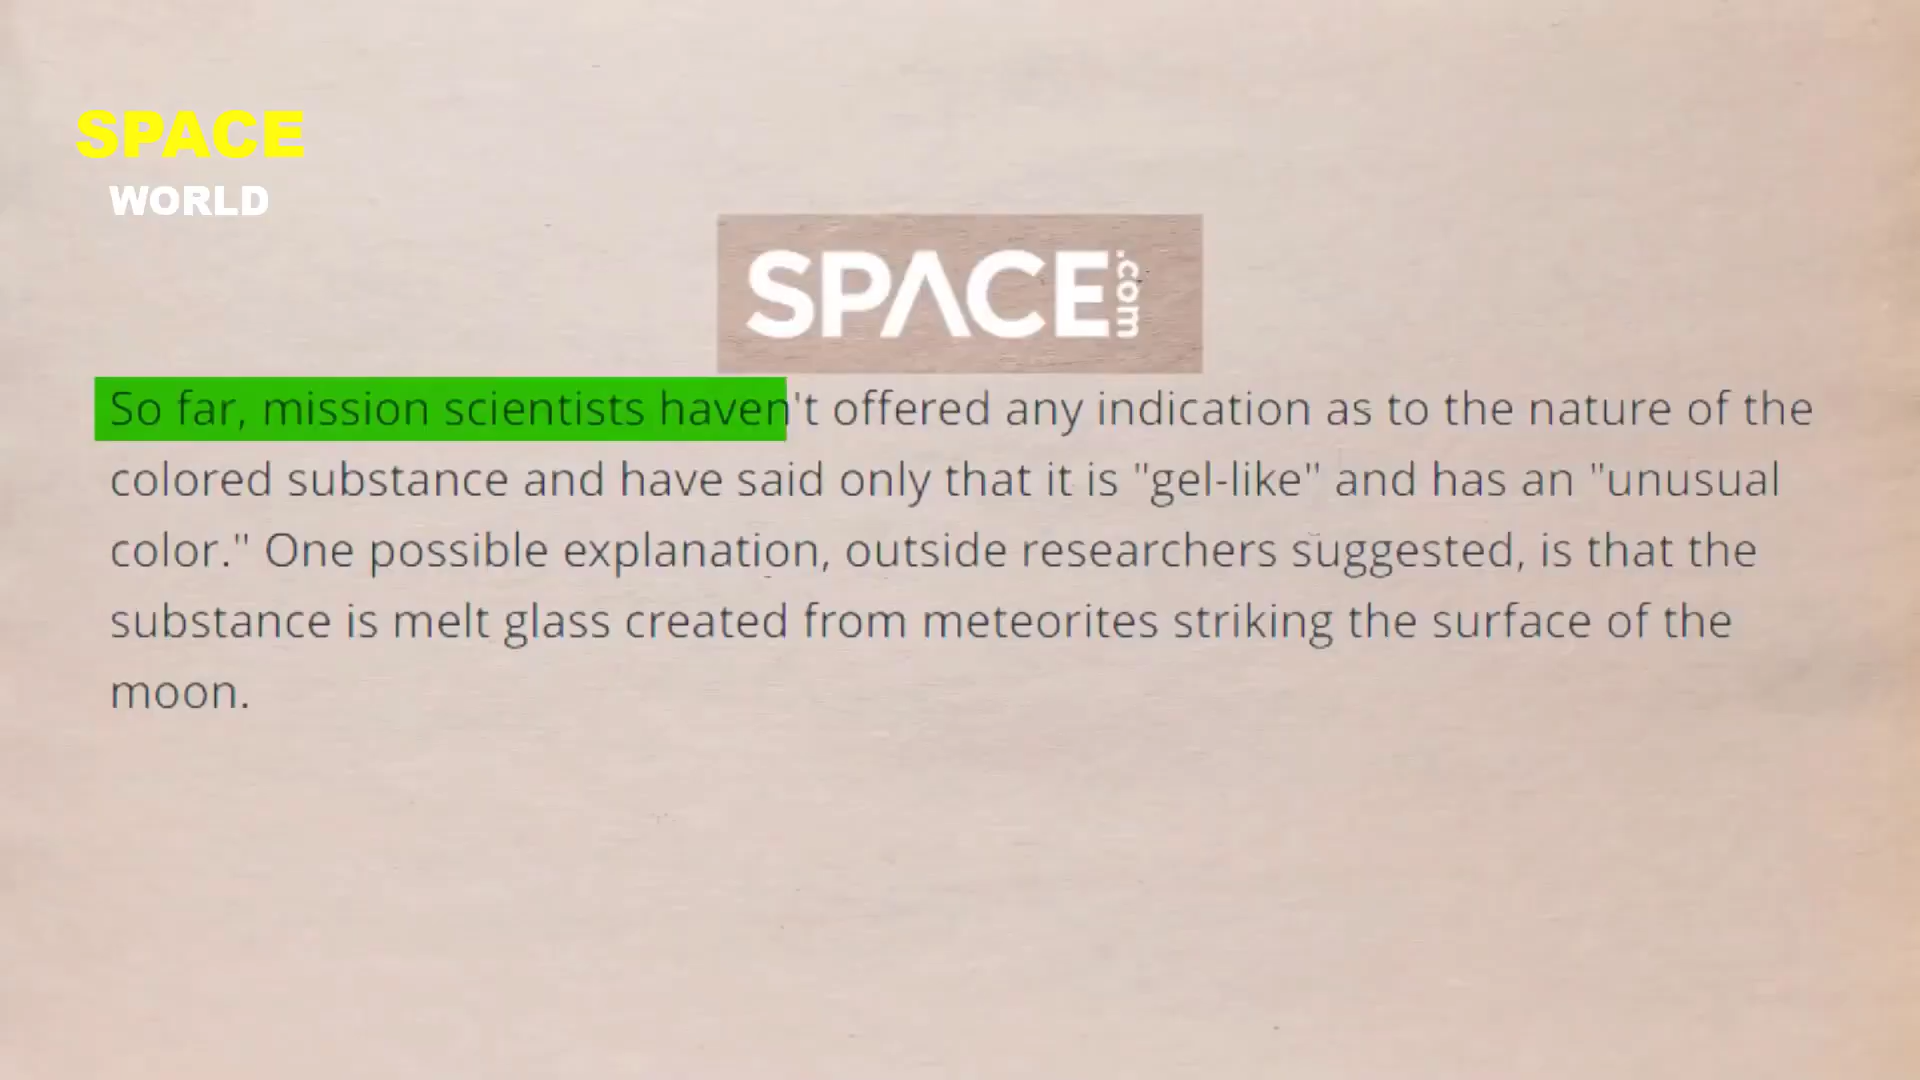 SPACE
WORLD
SPACE.com
So far, mission scientists haven't offered any indication as to the nature of the
colored substance and have said only that it is "gel-like" and has an "unusual
color." One possible explanation, outside researchers suggested, is that the
substance is melt glass created from meteorites striking the surface of the
moon.